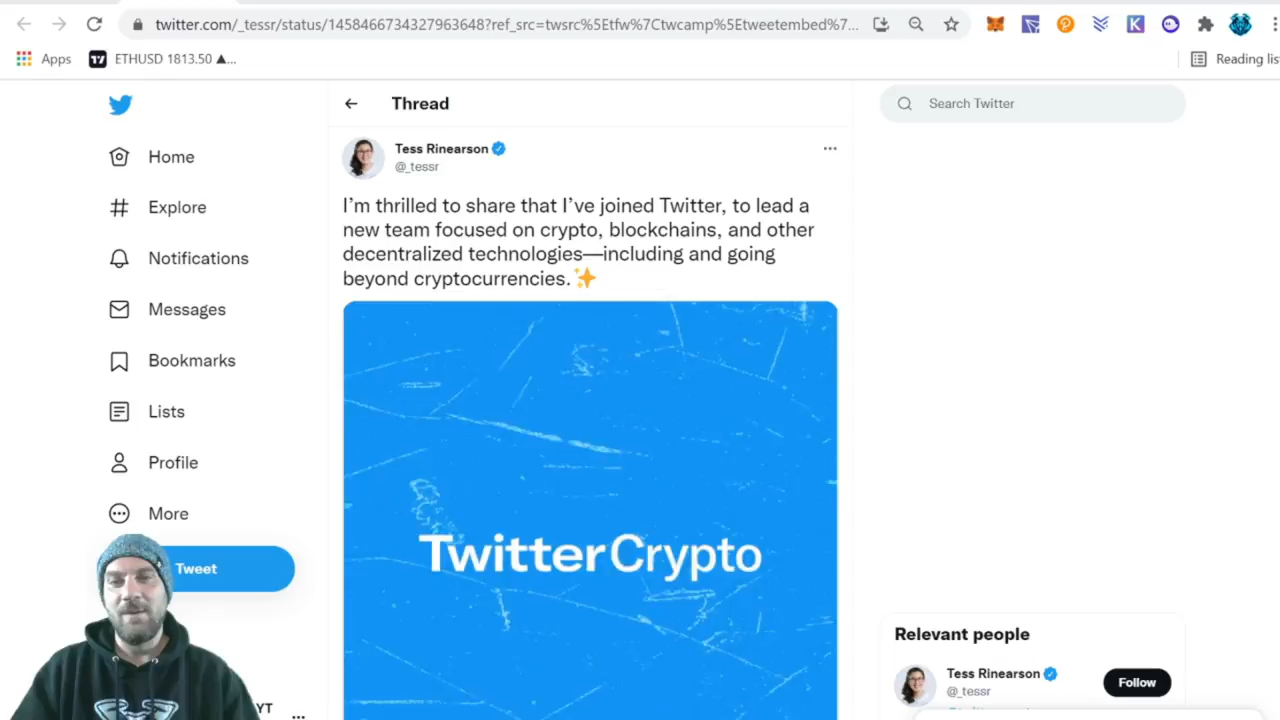 twitter.com/_tessr/status/1458466734327963648?ref_src=twsrc%5Etfw%7Ctwcamp%5Etweetembed%7...
Apps
ETHUSD 1813.50 ▲...
Reading lis
Thread
Search Twitter
Home
Explore
Notifications
Messages
Bookmarks
Lists
Profile
More
Tweet
YT
Tess Rinearson
@_tessr
I’m thrilled to share that I’ve joined Twitter, to lead a
new team focused on crypto, blockchains, and other
decentralized technologies—including and going
beyond cryptocurrencies.✨
TwitterCrypto
Relevant people
Tess Rinearson
@_tessr
Follow